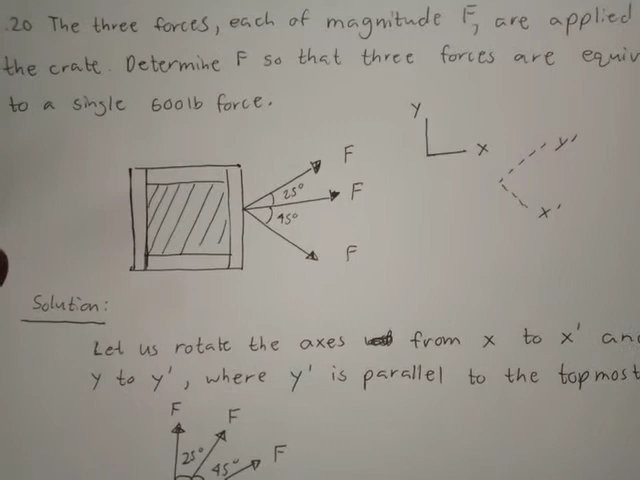 .20 The three forces, each of magnitude F, are applied
the crate. Determine F so that three forces are equiv
to a single 600lb force.
Y
X
y'
x'
F
25°
F
45°
F
Solution:
Let us rotate the axes from x to x' and
y to y', where y' is parallel to the topmost
F
F
25°
45°
F